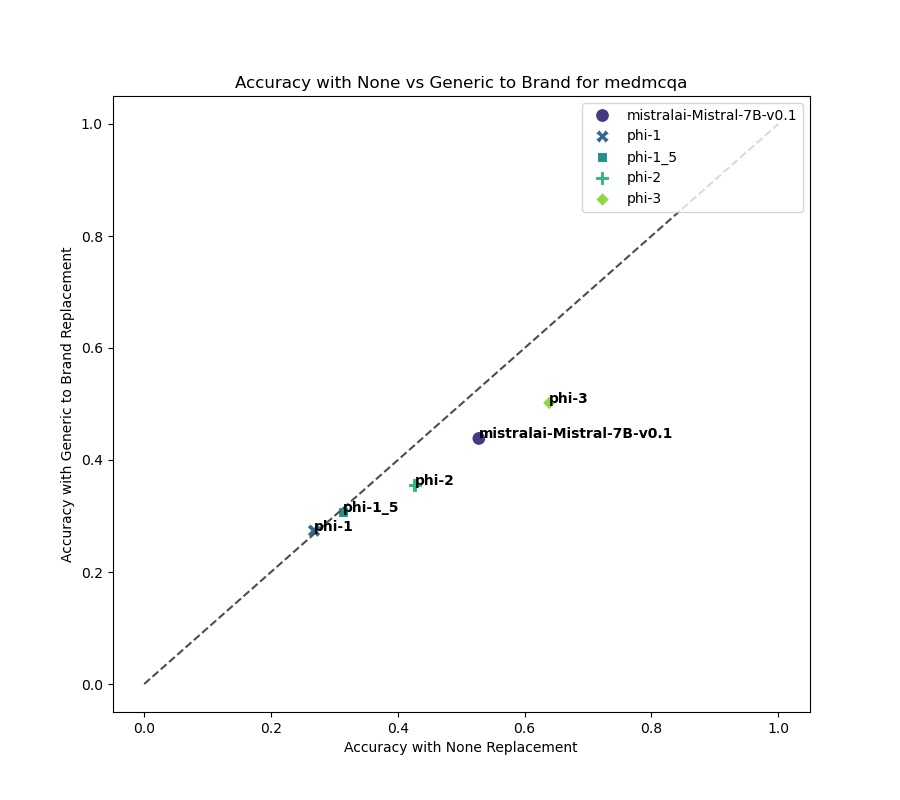 Accuracy with None vs Generic to Brand for medmcqa
mistralai-Mistral-7B-v0.1
phi-1
phi-1_5
phi-2
phi-3
1.0
0.8
0.6
0.4
0.2
0.0
Accuracy with Generic to Brand Replacement
phi-3
mistralai-Mistral-7B-v0.1
phi-2
phi-1_5
phi-1
0.0 0.2 0.4 0.6 0.8 1.0
Accuracy with None Replacement